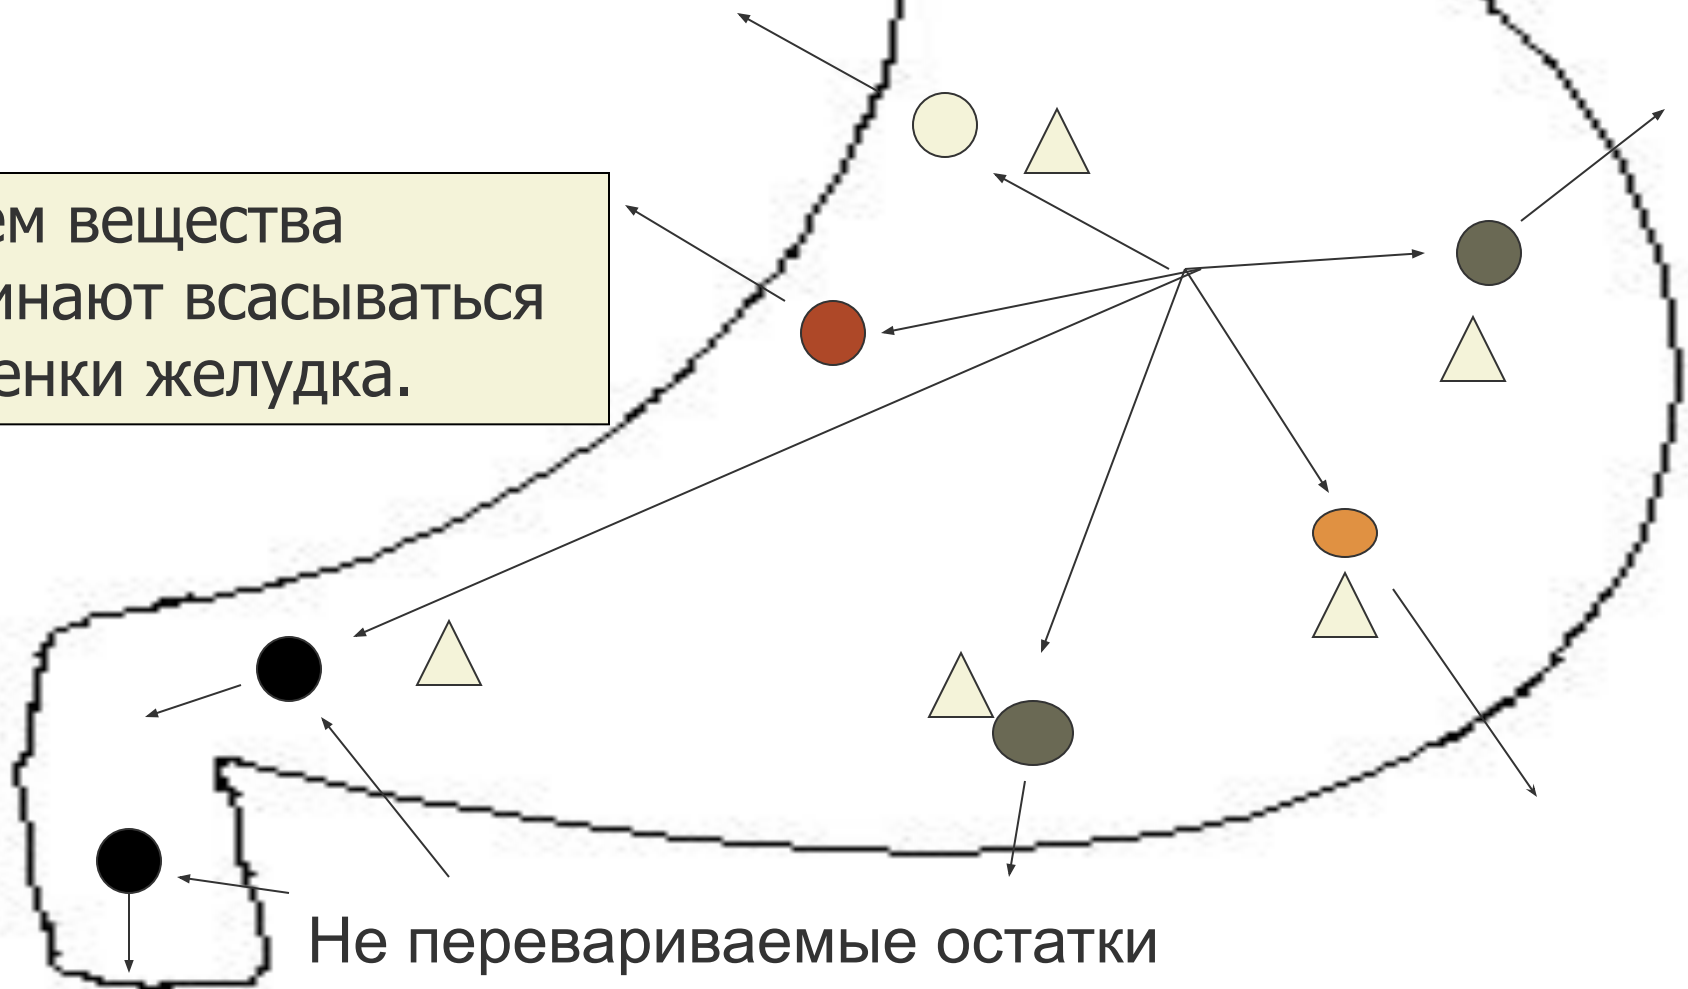 ем вещества
инают всасываться
енки желудка.
Не перевариваемые остатки